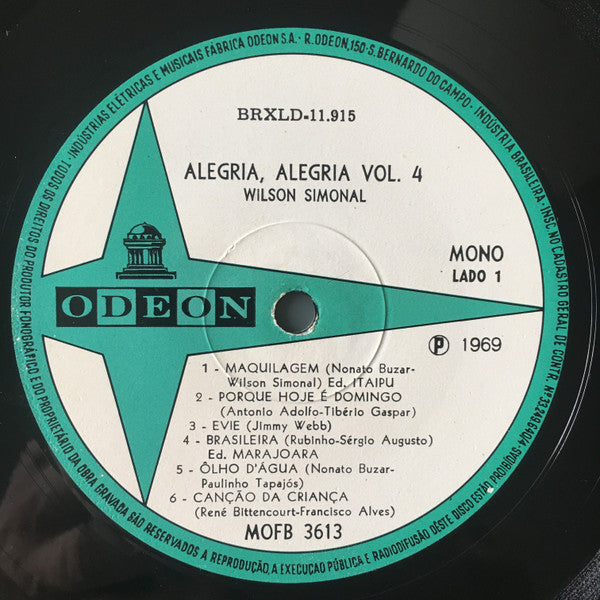 INDÚSTRIAS ELÉTRICAS E MUSICAIS FÁBRICA ODEON S.A. · R. ODEON, 150 · S. BERNARDO DO CAMPO · INDÚSTRIA BRASILEIRA · INSC. NO CADASTRO GERAL DE CONTR. Nº 33.249.640/4 ·
TODOS OS DIREITOS DO PRODUTOR FONOGRÁFICO E DO PROPRIETÁRIO DA OBRA GRAVADA SÃO RESERVADOS A REPRODUÇÃO, A EXECUÇÃO PÚBLICA E RADIODIFUSÃO DÊSTE DISCO ESTÃO PROIBIDAS
BRXLD-11.915
ALEGRIA, ALEGRIA VOL. 4
WILSON SIMONAL
MONO
LADO 1
ODEON
Ⓟ 1969
1 - MAQUILAGEM (Nonato Buzar-
Wilson Simonal) Ed. ITAIPU
2 - PORQUE HOJE É DOMINGO
(Antonio Adolfo-Tibério Gaspar)
3 - EVIE (Jimmy Webb)
4 - BRASILEIRA (Rubinho-Sérgio Augusto)
Ed. MARAJOARA
5 - ÔLHO D'ÁGUA (Nonato Buzar-
Paulinho Tapajós)
6 - CANÇÃO DA CRIANÇA
(René Bittencourt-Francisco Alves)
MOFB 3613